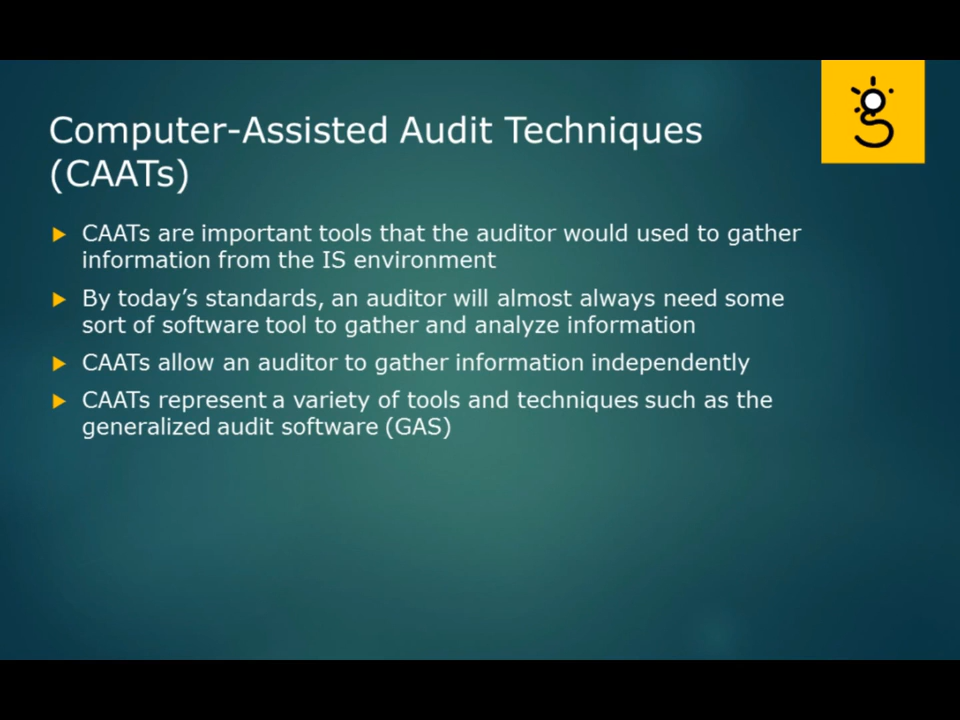 Computer-Assisted Audit Techniques
(CAATs)
CAATs are important tools that the auditor would used to gather
information from the IS environment
By today's standards, an auditor will almost always need some
sort of software tool to gather and analyze information
CAATs allow an auditor to gather information independently
CAATs represent a variety of tools and techniques such as the
generalized audit software (GAS)